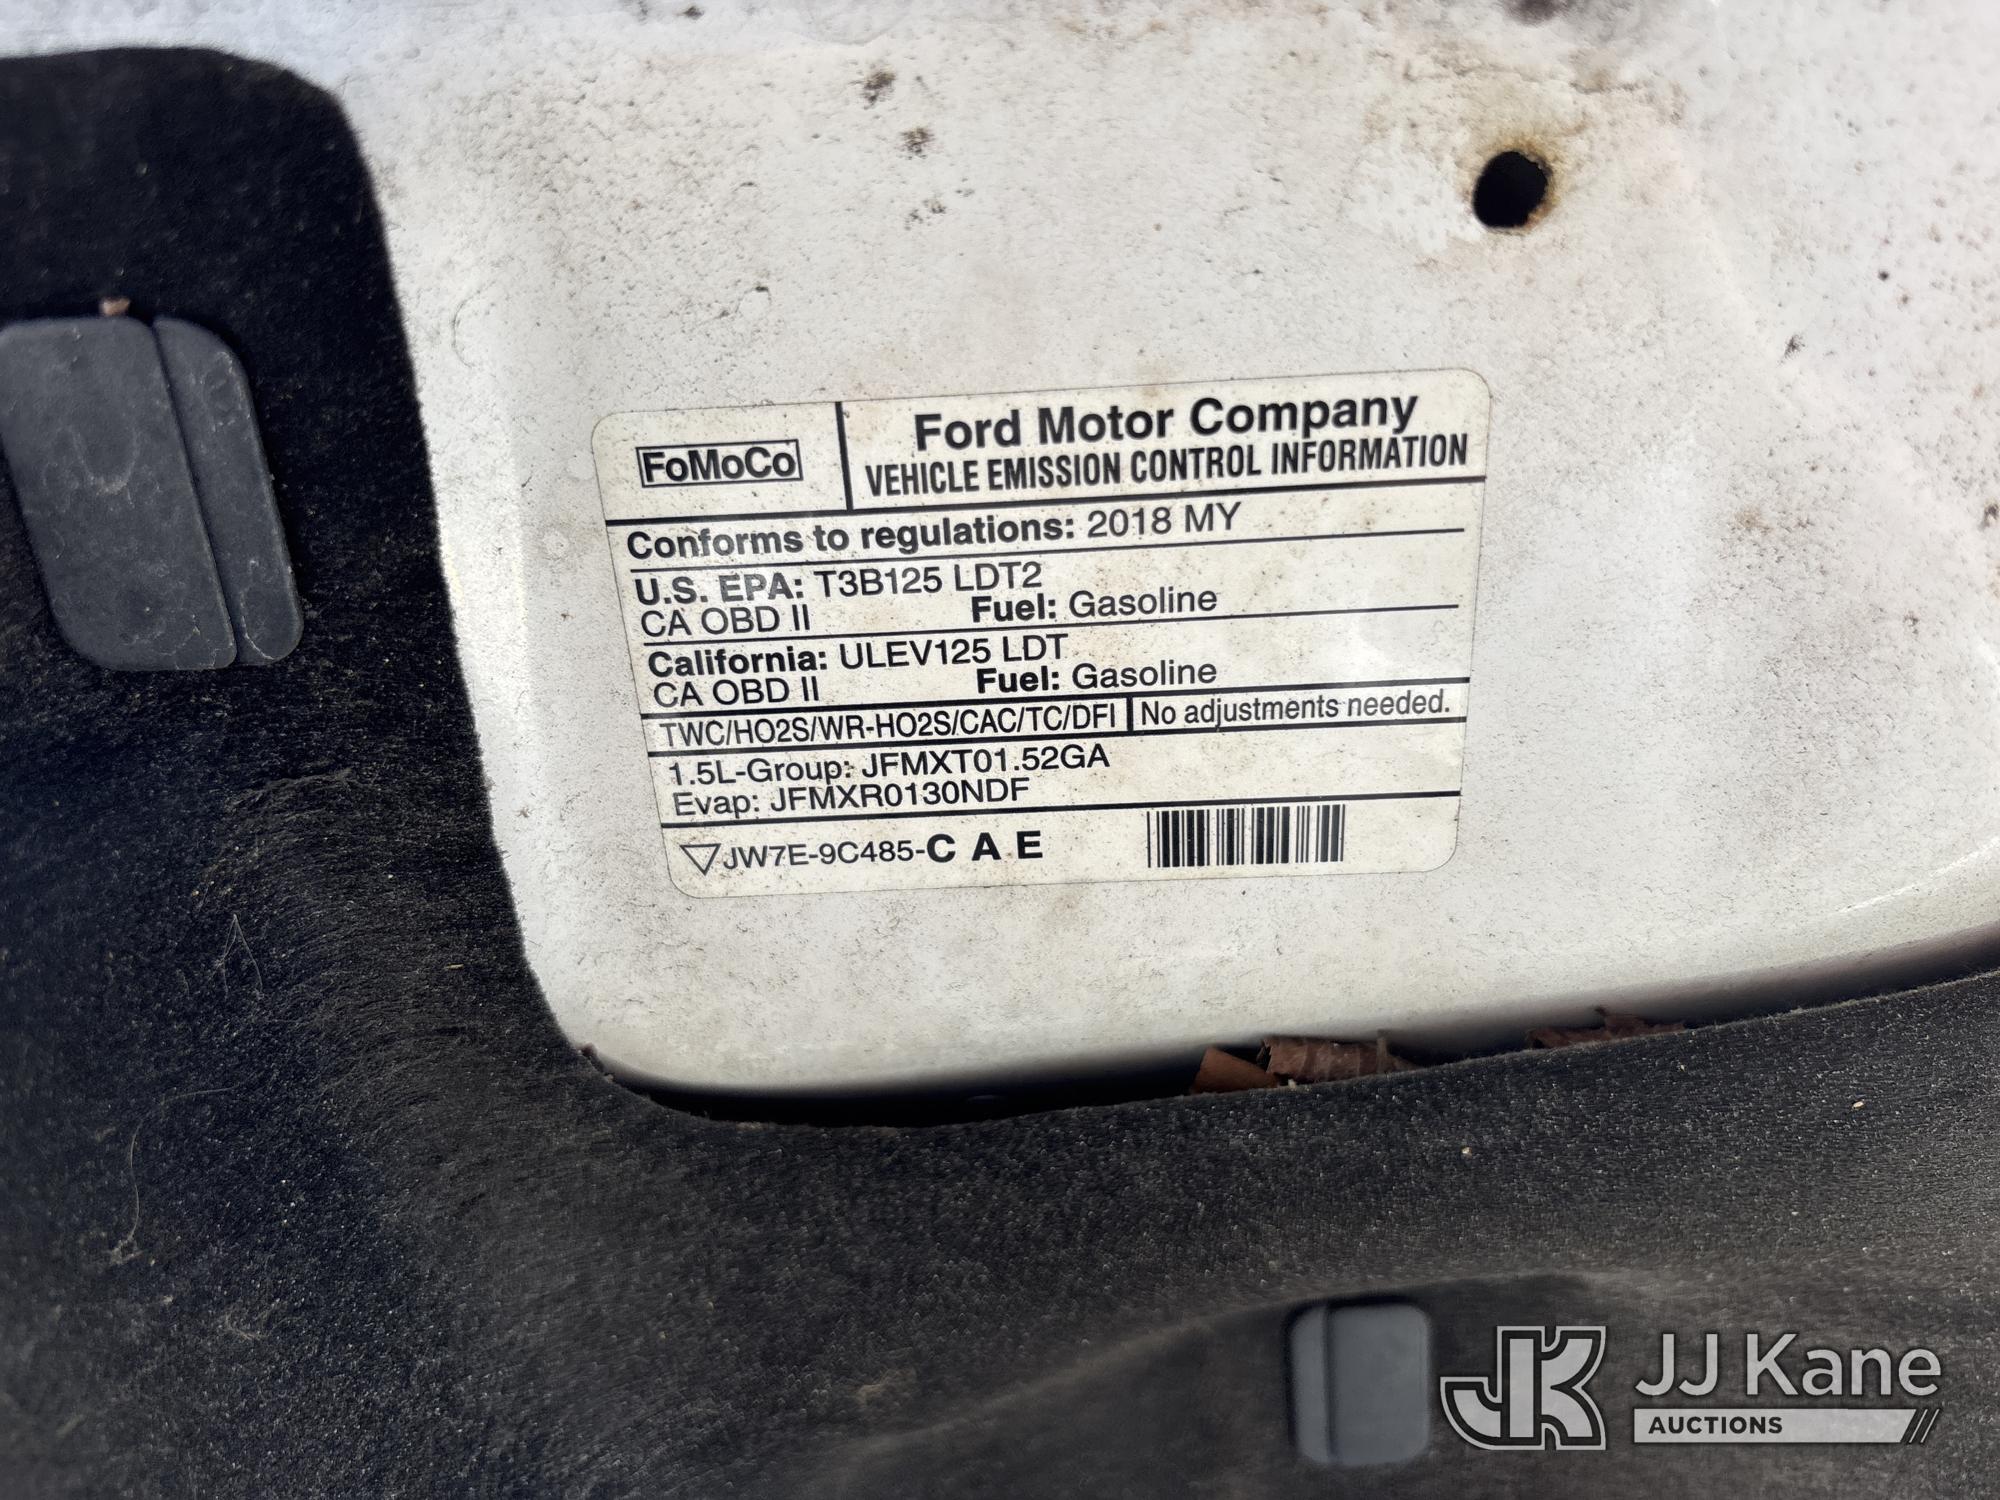 FoMoCo
Ford Motor Company
VEHICLE EMISSION CONTROL INFORMATION
Conforms to regulations: 2018 MY
U.S. EPA: T3B125 LDT2
CA OBD II Fuel: Gasoline
California: ULEV125 LDT
CA OBD II Fuel: Gasoline
TWC/HO2S/WR-HO2S/CAC/TC/DFI No adjustments needed.
1.5L-Group: JFMXT01.52GA
Evap: JFMXR0130NDF
JW7E-9C485-C A E
JK JJ Kane
AUCTIONS